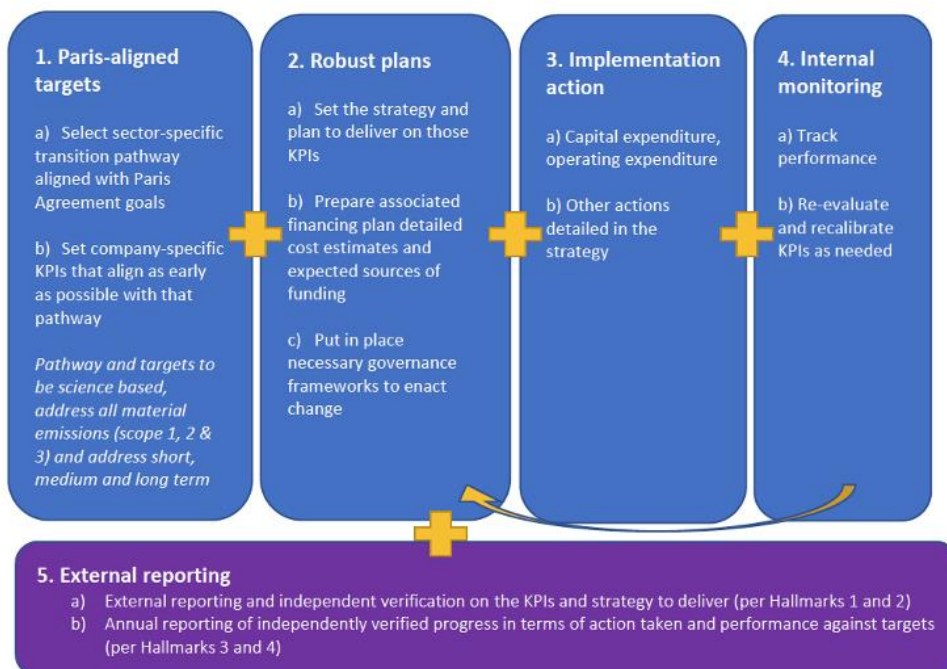 1. Paris-aligned
targets
a) Select sector-specific
transition pathway
aligned with Paris
Agreement goals
b) Set company-specific
KPIs that align as early
as possible with that
pathway
Pathway and targets to
be science based,
address all material
emissions (scope 1, 2 &
3) and address short,
medium and long term
2. Robust plans
a) Set the strategy and
plan to deliver on those
KPIs
b) Prepare associated
financing plan detailed
cost estimates and
expected sources of
funding
c) Put in place
necessary governance
frameworks to enact
change
3. Implementation
action
a) Capital expenditure,
operating expenditure
b) Other actions
detailed in the
strategy
4. Internal
monitoring
a) Track
performance
b) Re-evaluate
and recalibrate
KPIs as needed
5. External reporting
a) External reporting and independent verification on the KPIs and strategy to deliver (per Hallmarks 1 and 2)
b) Annual reporting of independently verified progress in terms of action taken and performance against targets
(per Hallmarks 3 and 4)